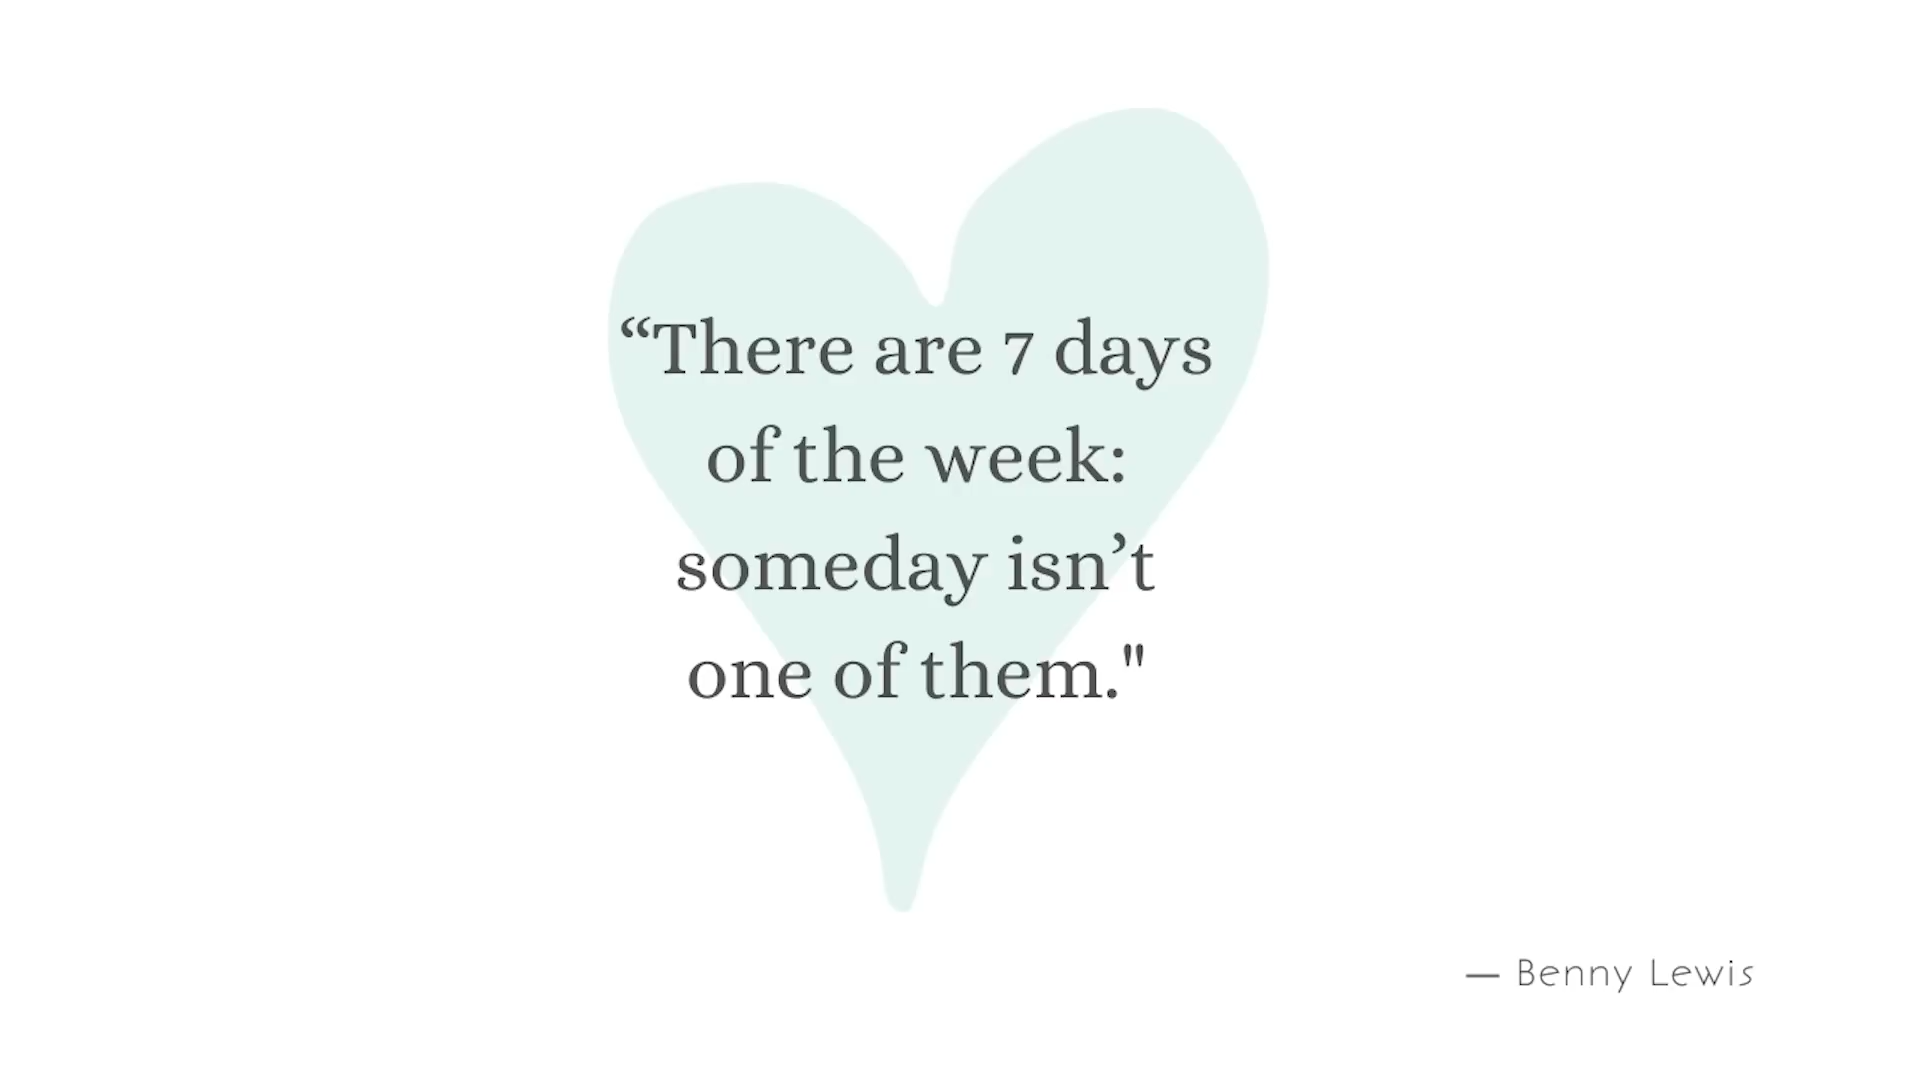 “There are 7 days
of the week:
someday isn’t
one of them."
— Benny Lewis